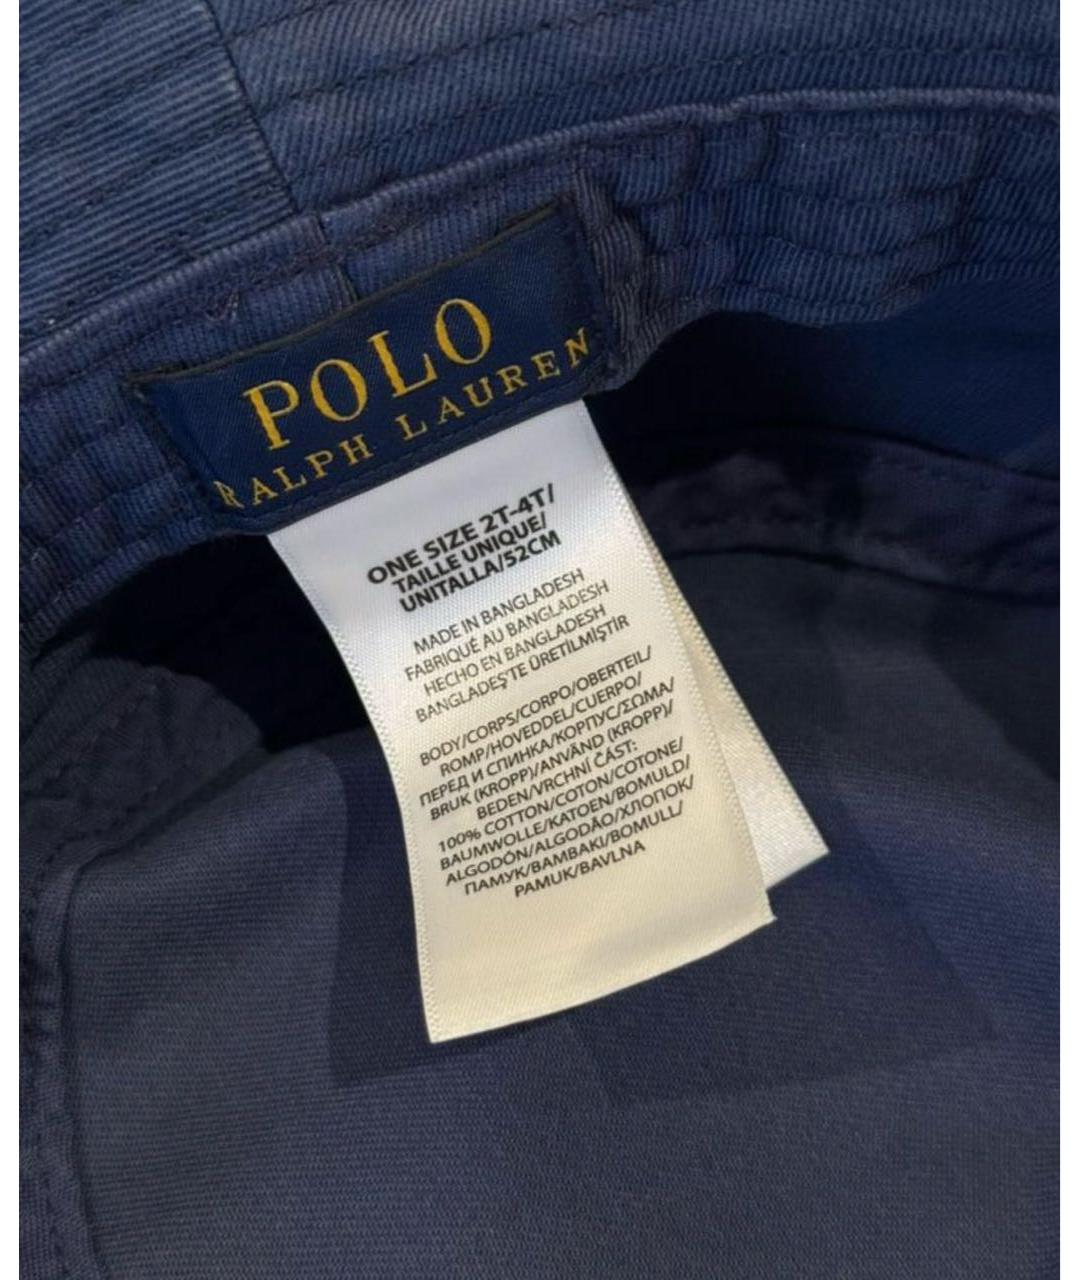 POLO
RALPH LAUREN
ONE SIZE 2T-4T/
TAILLE UNIQUE/
UNITALLA/52CM
MADE IN BANGLADESH
FABRIQUÉ AU BANGLADESH
HECHO EN BANGLADESH
BANGLADEŞ'TE ÜRETİLMİŞTİR
BODY/CORPS/CORPO/OBERTEIL/
ROMP/HOVEDDEL/CUERPO/
ПЕРЕД И СПИНКА/КОРПУС/ΣΩΜΑ/
BRUK (KROPP)/ANVÄND (KROPP)/
BEDEN/VRCHNÍ ČÁST:
100% COTTON/COTON/COTONE/
BAUMWOLLE/KATOEN/BOMULD/
ALGODÓN/ALGODÃO/ХЛОПОК/
ПАМУК/ΒΑΜΒΑΚΙ/BOMULL/
PAMUK/BAVLNA